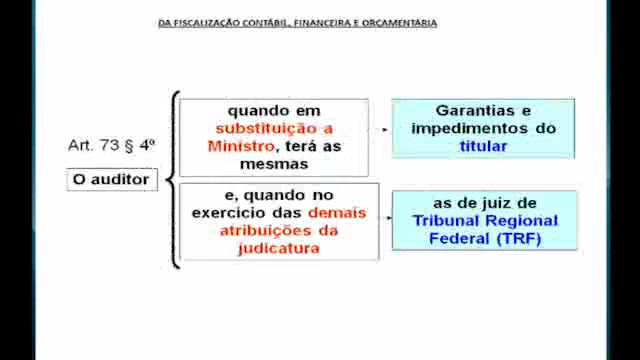 DA FISCALIZAÇÃO CONTÁBIL, FINANCEIRA E ORÇAMENTÁRIA
Art. 73 § 4º
O auditor
quando em
substituição a
Ministro, terá as
mesmas
Garantias e
impedimentos do
titular
e, quando no
exercicio das demais
atribuições da
judicatura
as de juiz de
Tribunal Regional
Federal (TRF)